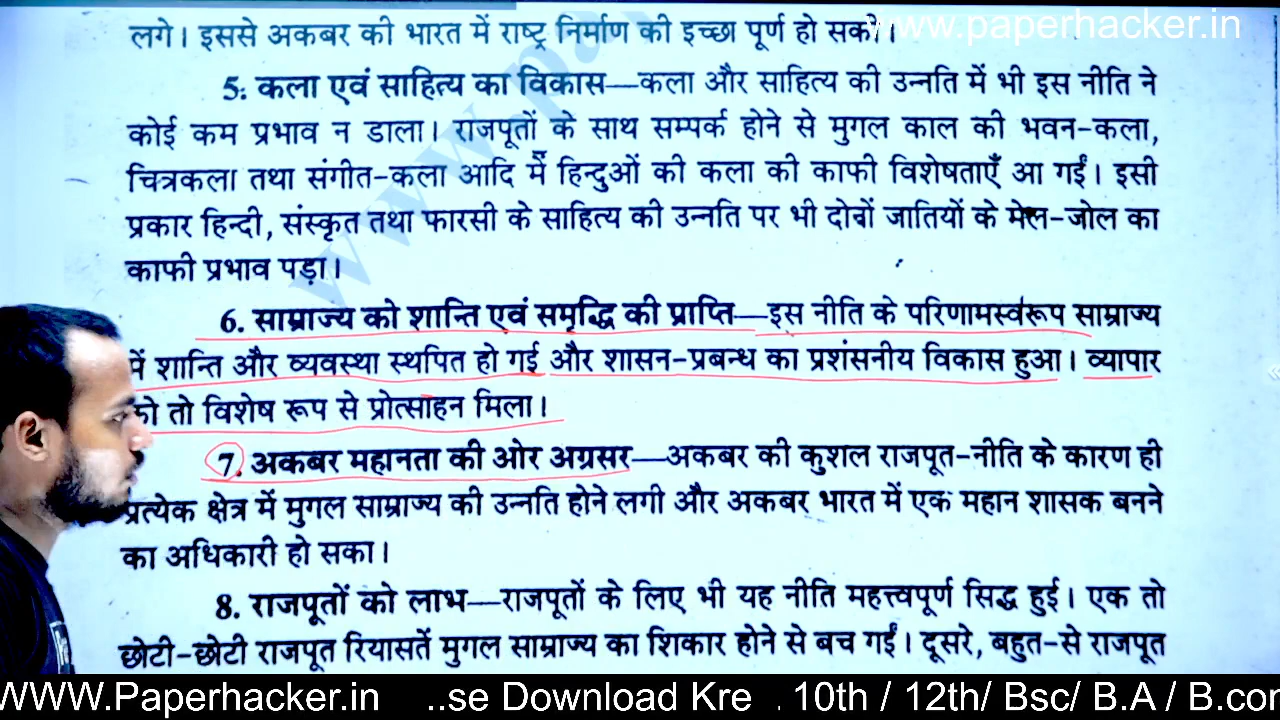 लगे। इससे अकबर की भारत में राष्ट्र निर्माण की इच्छा पूर्ण हो सकी।
www.paperhacker.in
5. कला एवं साहित्य का विकास—कला और साहित्य की उन्नति में भी इस नीति ने
कोई कम प्रभाव न डाला। राजपूतों के साथ सम्पर्क होने से मुगल काल की भवन-कला,
चित्रकला तथा संगीत-कला आदि में हिन्दुओं की कला की काफी विशेषताएँ आ गईं। इसी
प्रकार हिन्दी, संस्कृत तथा फारसी के साहित्य की उन्नति पर भी दोनों जातियों के मेल-जोल का
काफी प्रभाव पड़ा।
6. साम्राज्य को शान्ति एवं समृद्धि की प्राप्ति—इस नीति के परिणामस्वरूप साम्राज्य
में शान्ति और व्यवस्था स्थपित हो गई और शासन-प्रबन्ध का प्रशंसनीय विकास हुआ। व्यापार
को तो विशेष रूप से प्रोत्साहन मिला।
7. अकबर महानता की ओर अग्रसर—अकबर की कुशल राजपूत-नीति के कारण ही
प्रत्येक क्षेत्र में मुगल साम्राज्य की उन्नति होने लगी और अकबर भारत में एक महान शासक बनने
का अधिकारी हो सका।
8. राजपूतों को लाभ—राजपूतों के लिए भी यह नीति महत्त्वपूर्ण सिद्ध हुई। एक तो
छोटी-छोटी राजपूत रियासतें मुगल साम्राज्य का शिकार होने से बच गईं। दूसरे, बहुत-से राजपूत
WWW.Paperhacker.in ..se Download Kre . 10th / 12th/ Bsc/ B.A / B.com